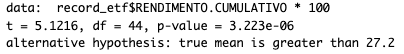 data:  record_etf$RENDIMENTO.CUMULATIVO * 100
t = 5.1216, df = 44, p-value = 3.223e-06
alternative hypothesis: true mean is greater than 27.2